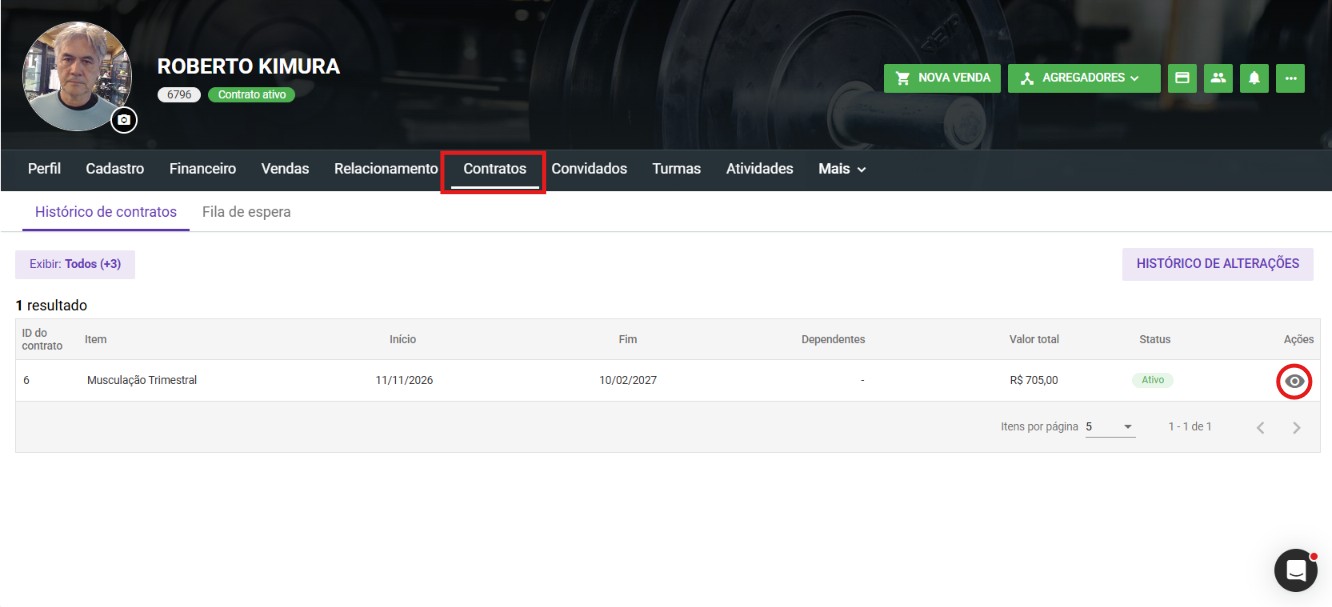 ROBERTO KIMURA
6796 Contrato ativo
NOVA VENDA AGREGADORES
Perfil Cadastro Financeiro Vendas Relacionamento Contratos Convidados Turmas Atividades Mais
Histórico de contratos Fila de espera
Exibir: Todos (+3) HISTÓRICO DE ALTERAÇÕES
1 resultado
ID do contrato Item Início Fim Dependentes Valor total Status Ações
6 Musculação Trimestral 11/11/2026 10/02/2027 - R$ 705,00 Ativo
Itens por página 5 1 - 1 de 1